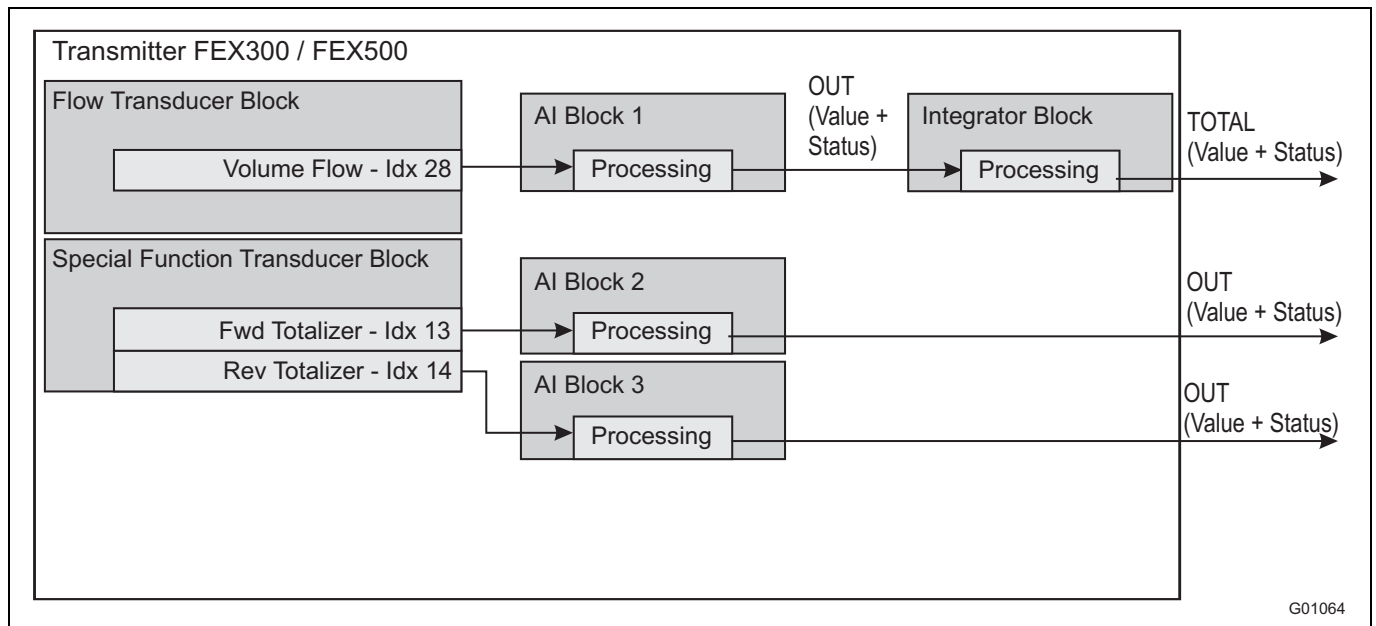 Transmitter FEX300 / FEX500
Flow Transducer Block
Volume Flow - Idx 28
AI Block 1
Processing
OUT
(Value +
Status)
Integrator Block
Processing
TOTAL
(Value + Status)
Special Function Transducer Block
Fwd Totalizer - Idx 13
Rev Totalizer - Idx 14
AI Block 2
Processing
OUT
(Value + Status)
AI Block 3
Processing
OUT
(Value + Status)
G01064